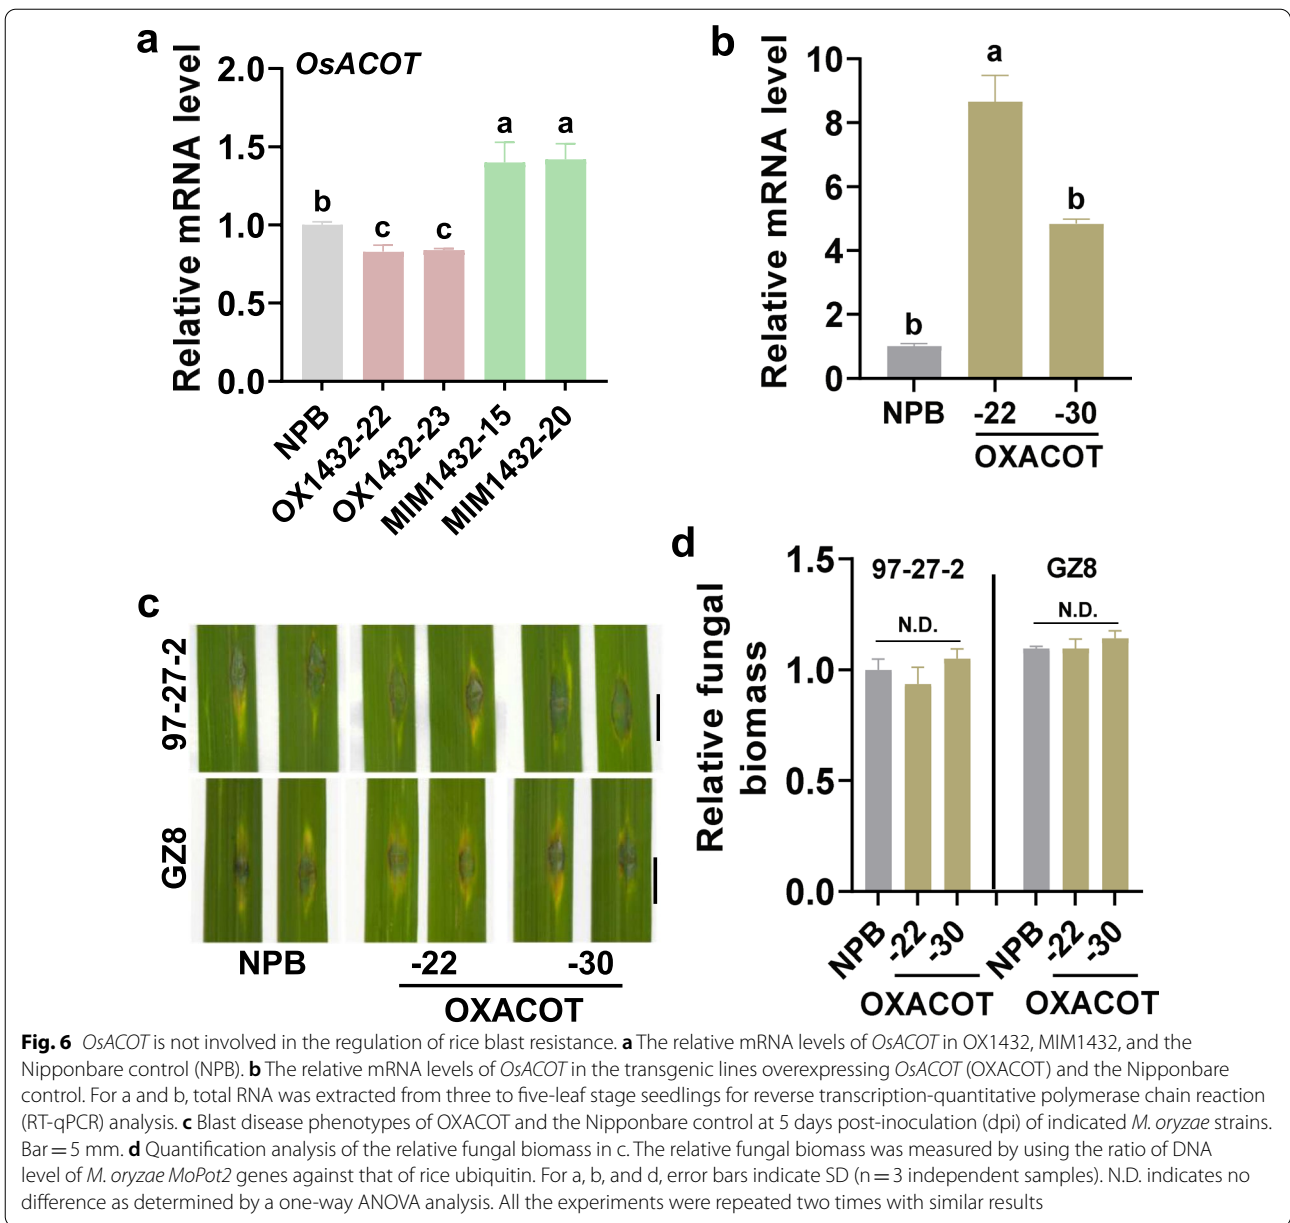 a
OsACOT
Relative mRNA level
2.0
1.5
1.0
0.5
0.0
b
c
c
a
a
NPB
OX1432-22
OX1432-23
MIM1432-15
MIM1432-20
b
Relative mRNA level
10
8
6
4
2
0
b
a
b
NPB
-22
-30
OXACOT
c
97-27-2
GZ8
NPB
-22
-30
OXACOT
d
Relative fungal
biomass
1.5
1.0
0.5
0.0
97-27-2
GZ8
N.D.
N.D.
NPB
-22
-30
NPB
-22
-30
OXACOT
OXACOT
Fig. 6 OsACOT is not involved in the regulation of rice blast resistance. a The relative mRNA levels of OsACOT in OX1432, MIM1432, and the
Nipponbare control (NPB). b The relative mRNA levels of OsACOT in the transgenic lines overexpressing OsACOT (OXACOT) and the Nipponbare
control. For a and b, total RNA was extracted from three to five-leaf stage seedlings for reverse transcription-quantitative polymerase chain reaction
(RT-qPCR) analysis. c Blast disease phenotypes of OXACOT and the Nipponbare control at 5 days post-inoculation (dpi) of indicated M. oryzae strains.
Bar = 5 mm. d Quantification analysis of the relative fungal biomass in c. The relative fungal biomass was measured by using the ratio of DNA
level of M. oryzae MoPot2 genes against that of rice ubiquitin. For a, b, and d, error bars indicate SD (n = 3 independent samples). N.D. indicates no
difference as determined by a one-way ANOVA analysis. All the experiments were repeated two times with similar results